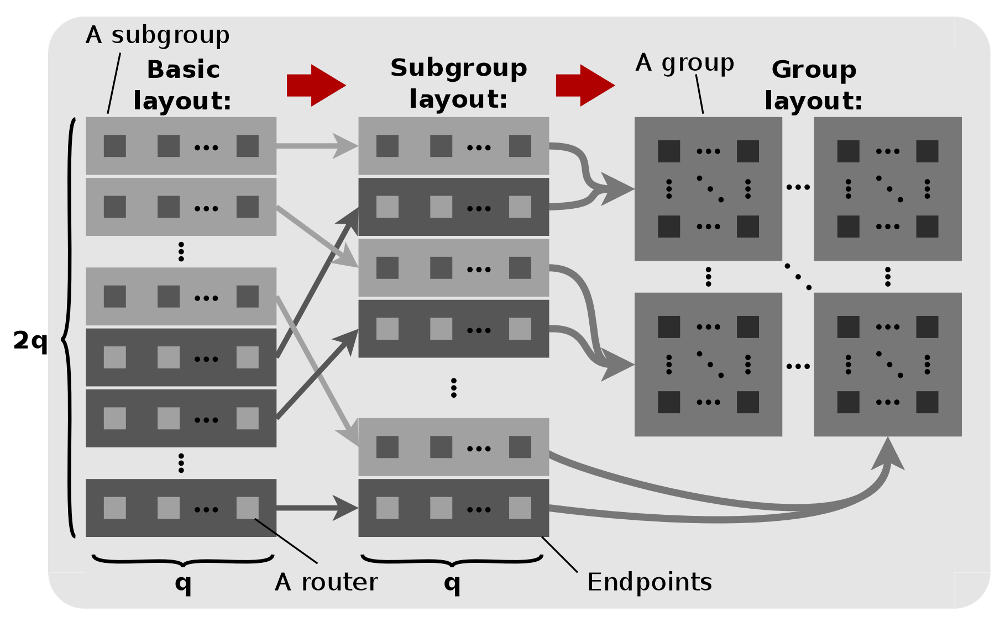 A subgroup
Basic
layout:
Subgroup
layout:
A group
Group
layout:
2q
q
A router
q
Endpoints